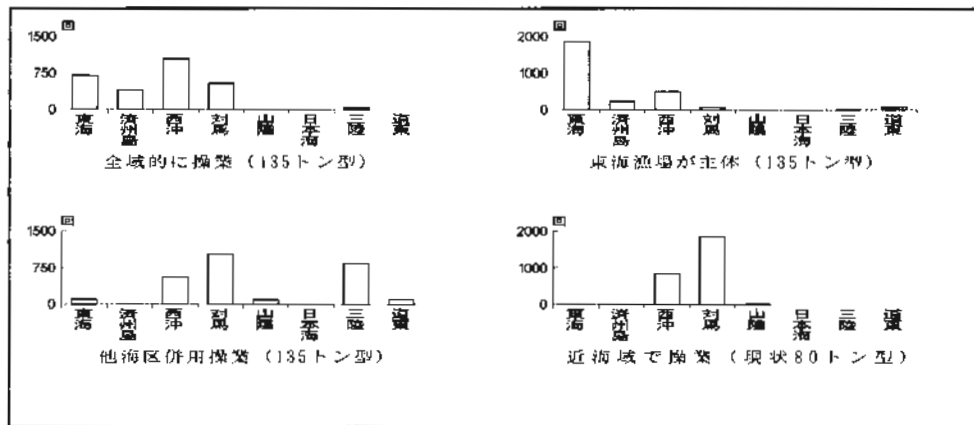 回
1500
750
0
東海 済州島 西沖 対馬 山陰 日本海 三陸 道東
全域的に操業（135トン型）
回
2000
1000
0
東海 済州島 西沖 対馬 山陰 日本海 三陸 道東
東海漁場が主体（135トン型）
回
1500
750
0
東海 済州島 西沖 対馬 山陰 日本海 三陸 道東
他海区併用操業（135トン型）
回
2000
1000
0
東海 済州島 西沖 対馬 山陰 日本海 三陸 道東
近海域で操業（現状80トン型）